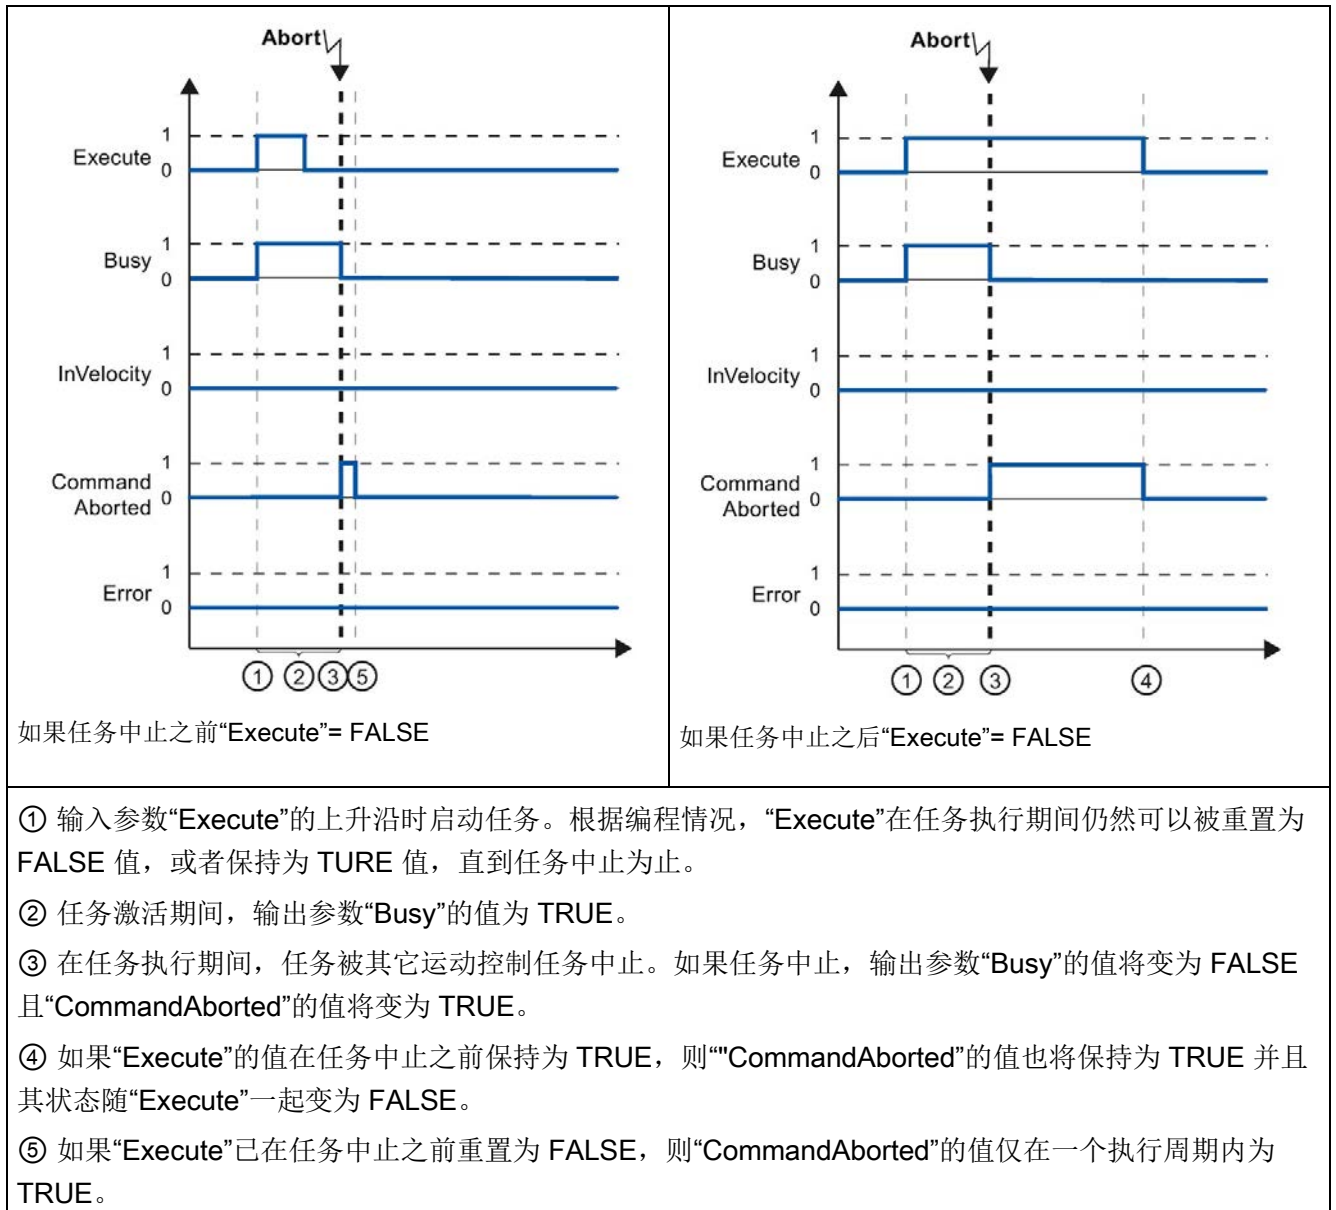 Abort
1
Execute
0
1
Busy
0
1
InVelocity
0
1
Command
0
Aborted
1
Error
0
① ② ③⑤
如果任务中止之前“Execute”= FALSE
Abort
1
Execute
0
1
Busy
0
1
InVelocity
0
1
Command
0
Aborted
1
Error
0
① ② ③ ④
如果任务中止之后“Execute”= FALSE
① 输入参数“Execute”的上升沿时启动任务。根据编程情况，“Execute”在任务执行期间仍然可以被重置为
FALSE 值，或者保持为 TURE 值，直到任务中止为止。
② 任务激活期间，输出参数“Busy”的值为 TRUE。
③ 在任务执行期间，任务被其它运动控制任务中止。如果任务中止，输出参数“Busy”的值将变为 FALSE
且“CommandAborted”的值将变为 TRUE。
④ 如果“Execute”的值在任务中止之前保持为 TRUE，则“"CommandAborted”的值也将保持为 TRUE 并且
其状态随“Execute”一起变为 FALSE。
⑤ 如果“Execute”已在任务中止之前重置为 FALSE，则“CommandAborted”的值仅在一个执行周期内为
TRUE。